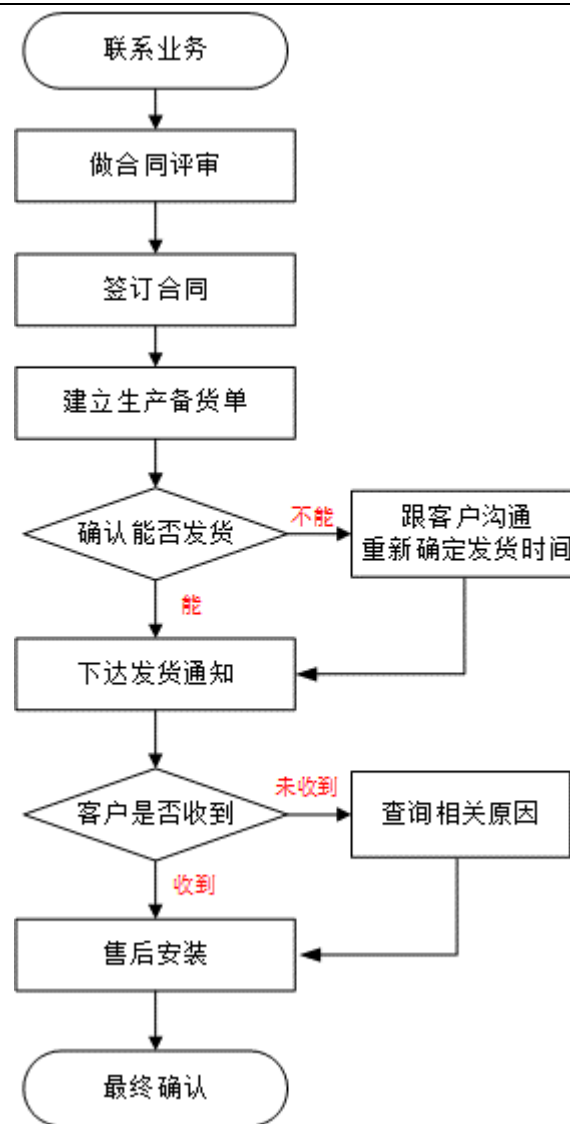 联系业务
做合同评审
签订合同
建立生产备货单
确认能否发货
不能
跟客户沟通
重新确定发货时间
能
下达发货通知
客户是否收到
未收到
查询相关原因
收到
售后安装
最终确认